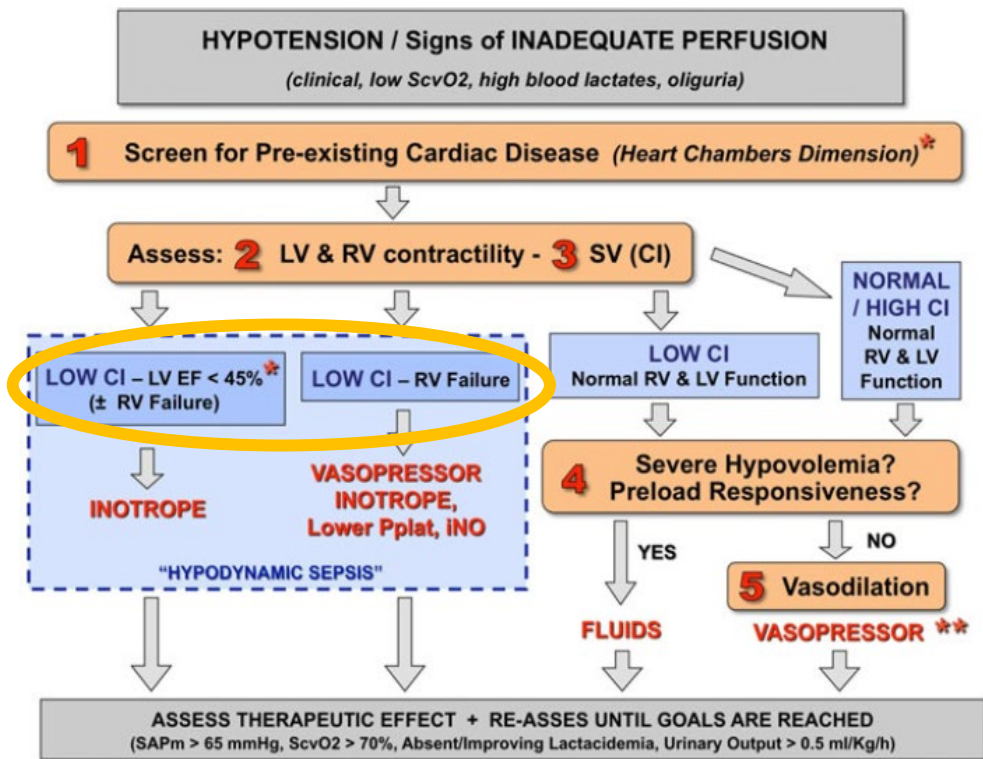 HYPOTENSION / Signs of INADEQUATE PERFUSION
(clinical, low ScvO2, high blood lactates, oliguria)
1 Screen for Pre-existing Cardiac Disease (Heart Chambers Dimension)*
Assess: 2 LV & RV contractility - 3 SV (CI)
LOW CI – LV EF < 45%*
(± RV Failure)
INOTROPE
LOW CI – RV Failure
VASOPRESSOR
INOTROPE,
Lower Pplat, iNO
"HYPODYNAMIC SEPSIS"
LOW CI
Normal RV & LV Function
NORMAL
/ HIGH CI
Normal
RV & LV
Function
4 Severe Hypovolemia?
Preload Responsiveness?
YES
NO
FLUIDS
5 Vasodilation
VASOPRESSOR **
ASSESS THERAPEUTIC EFFECT + RE-ASSES UNTIL GOALS ARE REACHED
(SAPm > 65 mmHg, ScvO2 > 70%, Absent/Improving Lactacidemia, Urinary Output > 0.5 ml/Kg/h)